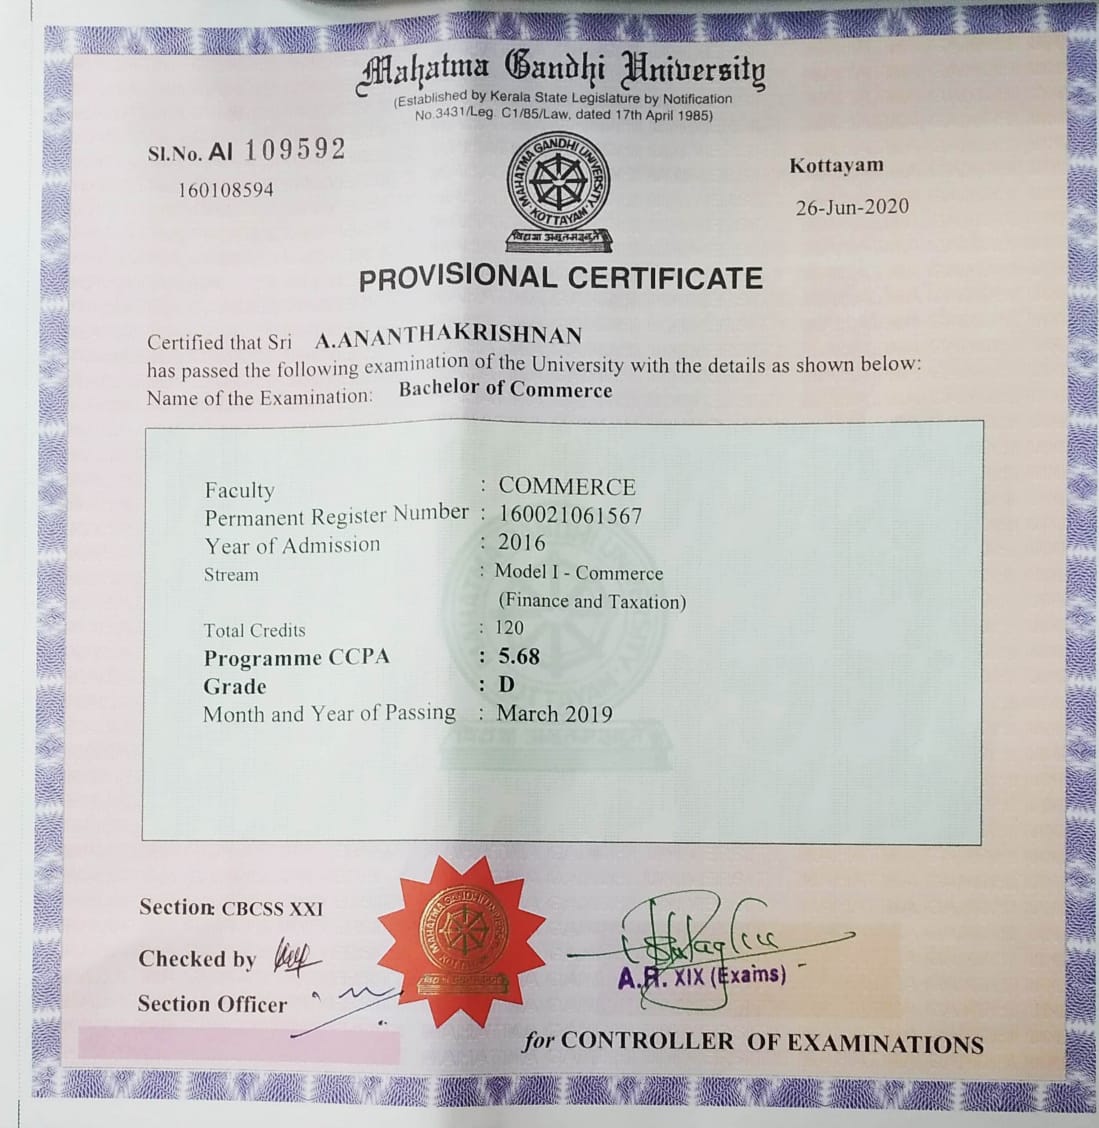 Mahatma Gandhi University
(Established by Kerala State Legislature by Notification
No.3431/Leg. C1/85/Law, dated 17th April 1985)
Sl.No. AI 109592
160108594
Kottayam
26-Jun-2020
MAHATMA GANDHI UNIVERSITY
KOTTAYAM
PROVISIONAL CERTIFICATE
Certified that Sri A.ANANTHAKRISHNAN
has passed the following examination of the University with the details as shown below:
Name of the Examination: Bachelor of Commerce
Faculty : COMMERCE
Permanent Register Number : 160021061567
Year of Admission : 2016
Stream : Model I - Commerce
(Finance and Taxation)
Total Credits : 120
Programme CCPA : 5.68
Grade : D
Month and Year of Passing : March 2019
Section: CBCSS XXI
Checked by
Section Officer
MAHATMA GANDHI UNIVERSITY
KOTTAYAM
A.R. XIX (Exams)
for CONTROLLER OF EXAMINATIONS